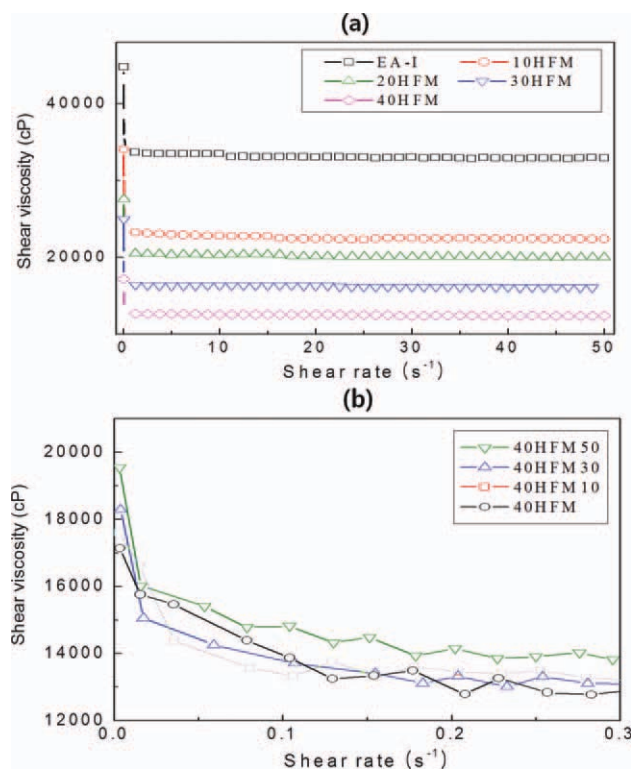 (a)
EA-I 10HFM
20HFM 30HFM
40HFM
40000
20000
Shear viscosity (cP)
0 10 20 30 40 50
Shear rate (s⁻¹)
(b)
40HFM50
40HFM30
40HFM10
40HFM
20000
18000
16000
14000
12000
Shear viscosity (cP)
0.0 0.1 0.2 0.3
Shear rate (s⁻¹)